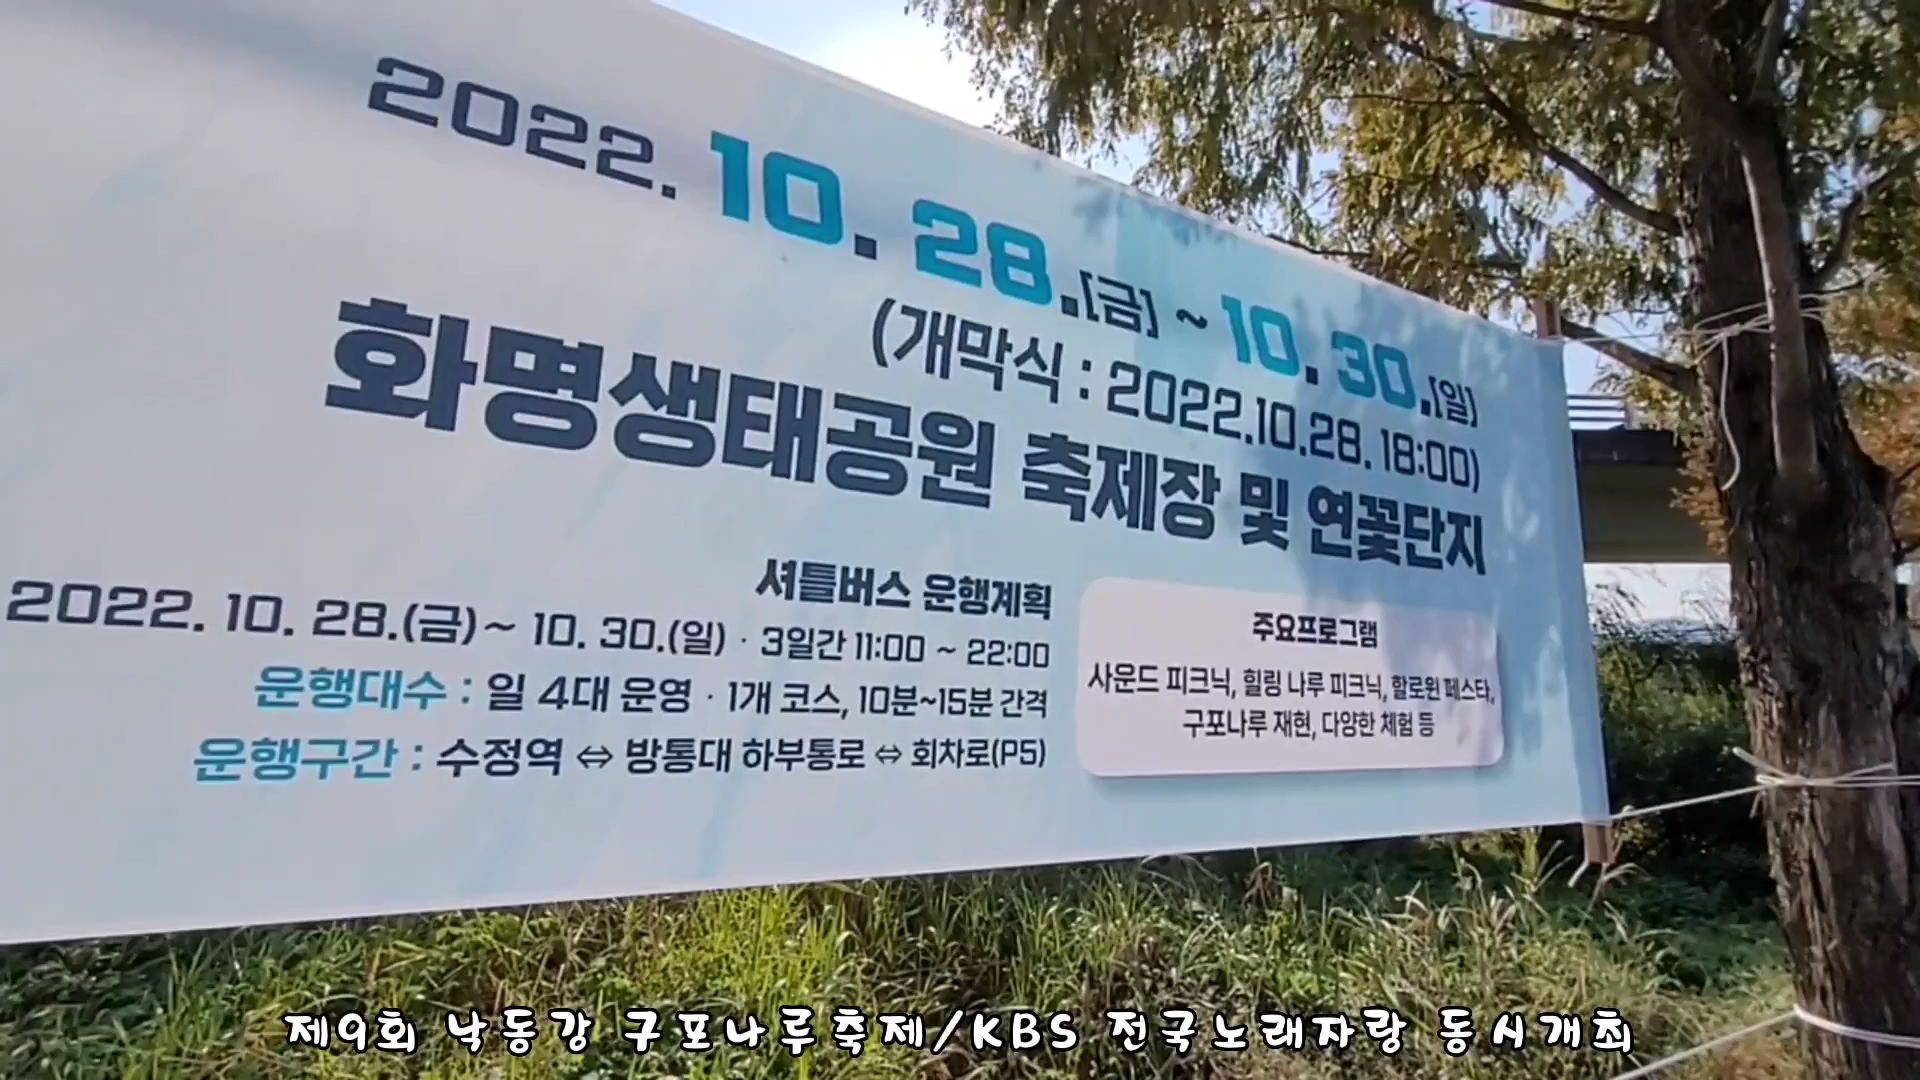 2022. 10. 28.[금] ~ 10. 30.[일]
(개막식 : 2022.10.28. 18:00)
화명생태공원 축제장 및 연꽃단지
셔틀버스 운행계획
2022. 10. 28.(금)~ 10. 30.(일) · 3일간 11:00 ~ 22:00
운행대수 : 일 4대 운영 · 1개 코스, 10분~15분 간격
운행구간 : 수정역 ⇔ 방통대 하부통로 ⇔ 회차로(P5)
주요프로그램
사운드 피크닉, 힐링 나루 피크닉, 할로윈 페스타,
구포나루 재현, 다양한 체험 등
제9회 낙동강 구포나루축제/KBS 전국노래자랑 동시개최